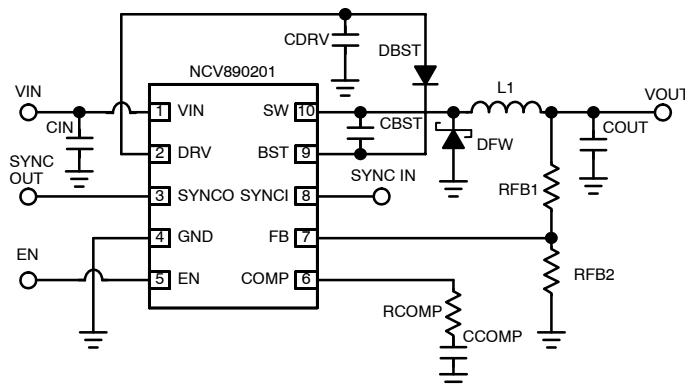 CDRV
DBST
NCV890201
L1
VIN
VOUT
1 VIN
SW 10
CIN
CBST
COUT
2 DRV
BST 9
DFW
SYNC
OUT
SYNC IN
3 SYNCO
SYNCI 8
RFB1
4 GND
FB 7
EN
5 EN
COMP 6
RFB2
RCOMP
CCOMP